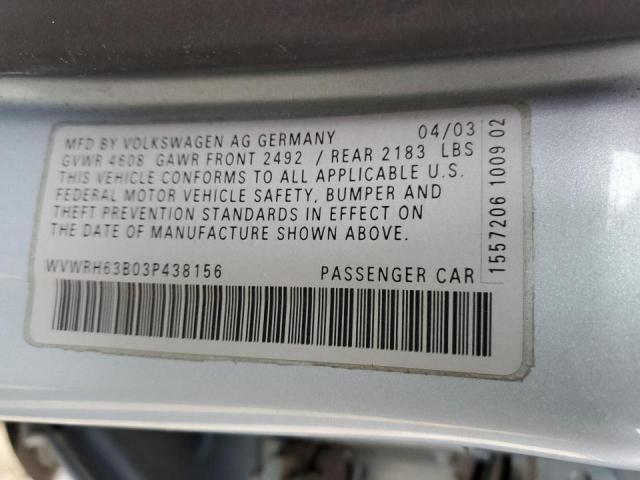 MFD BY VOLKSWAGEN AG GERMANY 04/03
GVWR 4608 GAWR FRONT 2492 / REAR 2183 LBS
THIS VEHICLE CONFORMS TO ALL APPLICABLE U.S.
FEDERAL MOTOR VEHICLE SAFETY, BUMPER AND
THEFT PREVENTION STANDARDS IN EFFECT ON
THE DATE OF MANUFACTURE SHOWN ABOVE.
WVWRH63B03P438156 PASSENGER CAR
1557206 1009 02